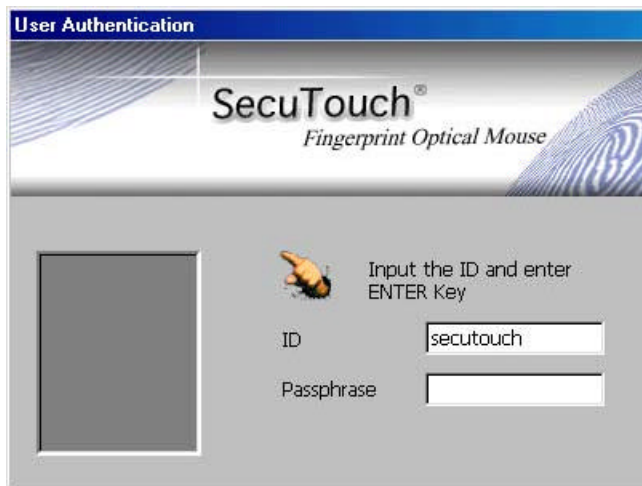 User Authentication
SecuTouch®
Fingerprint Optical Mouse
Input the ID and enter
ENTER Key
ID secutouch
Passphrase